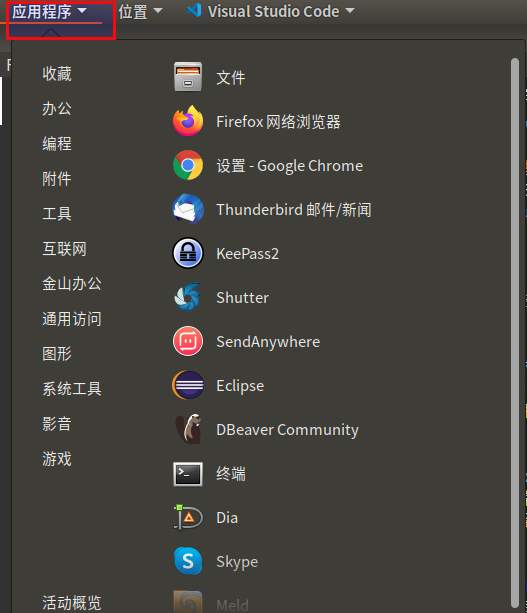 应用程序 位置 Visual Studio Code
收藏
办公
编程
附件
工具
互联网
金山办公
通用访问
图形
系统工具
影音
游戏
活动概览
文件
Firefox 网络浏览器
设置 - Google Chrome
Thunderbird 邮件/新闻
KeePass2
Shutter
SendAnywhere
Eclipse
DBeaver Community
终端
Dia
Skype
Meld